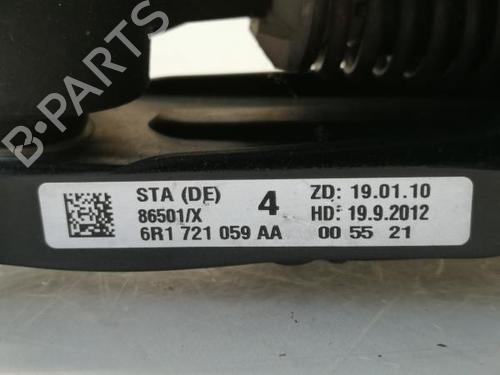 B-PARTS
STA (DE) 4 ZD: 19.01.10
86501/X HD: 19.9.2012
6R1 721 059 AA 00 55 21